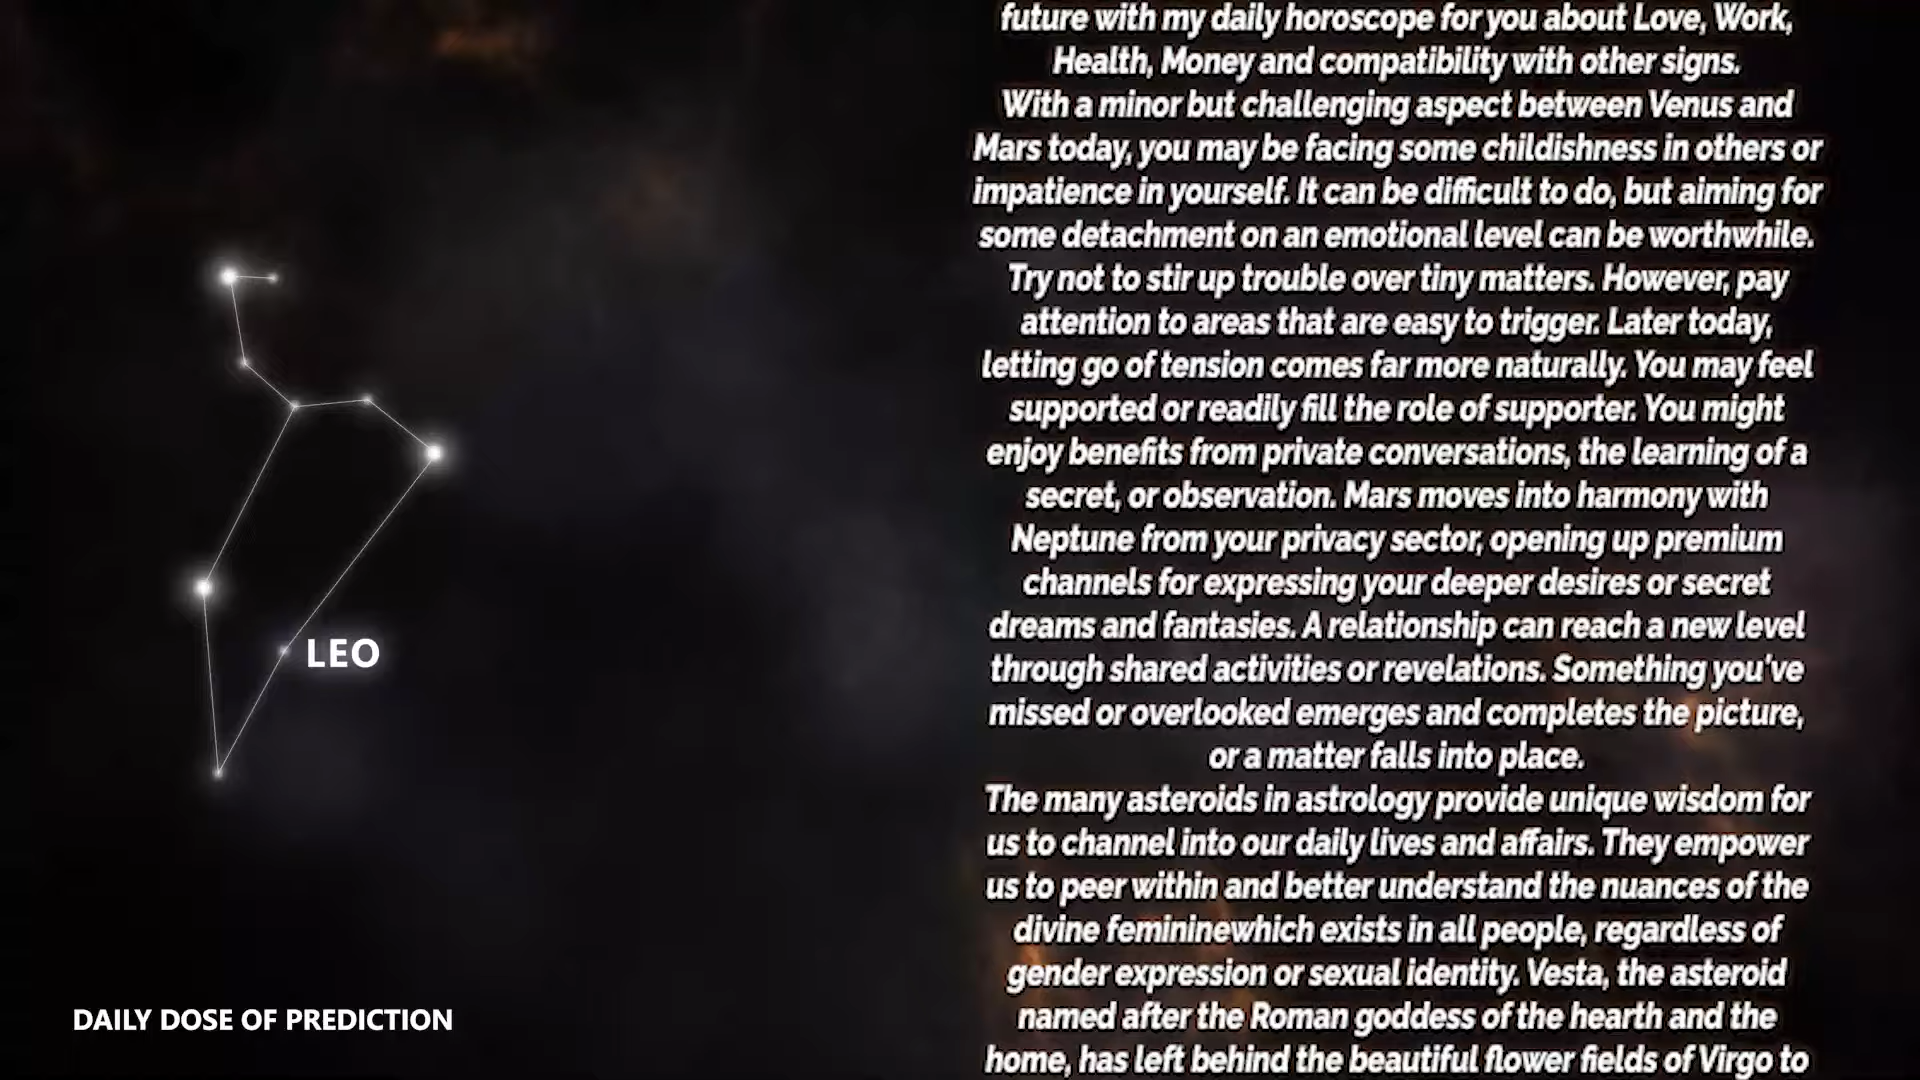 future with my daily horoscope for you about Love, Work,
Health, Money and compatibility with other signs.
With a minor but challenging aspect between Venus and
Mars today, you may be facing some childishness in others or
impatience in yourself. It can be difficult to do, but aiming for
some detachment on an emotional level can be worthwhile.
Try not to stir up trouble over tiny matters. However, pay
attention to areas that are easy to trigger. Later today,
letting go of tension comes far more naturally. You may feel
supported or readily fill the role of supporter. You might
enjoy benefits from private conversations, the learning of a
secret, or observation. Mars moves into harmony with
Neptune from your privacy sector, opening up premium
channels for expressing your deeper desires or secret
dreams and fantasies. A relationship can reach a new level
through shared activities or revelations. Something you've
missed or overlooked emerges and completes the picture,
or a matter falls into place.
The many asteroids in astrology provide unique wisdom for
us to channel into our daily lives and affairs. They empower
us to peer within and better understand the nuances of the
divine femininewhich exists in all people, regardless of
gender expression or sexual identity. Vesta, the asteroid
named after the Roman goddess of the hearth and the
home, has left behind the beautiful flower fields of Virgo to
LEO
DAILY DOSE OF PREDICTION